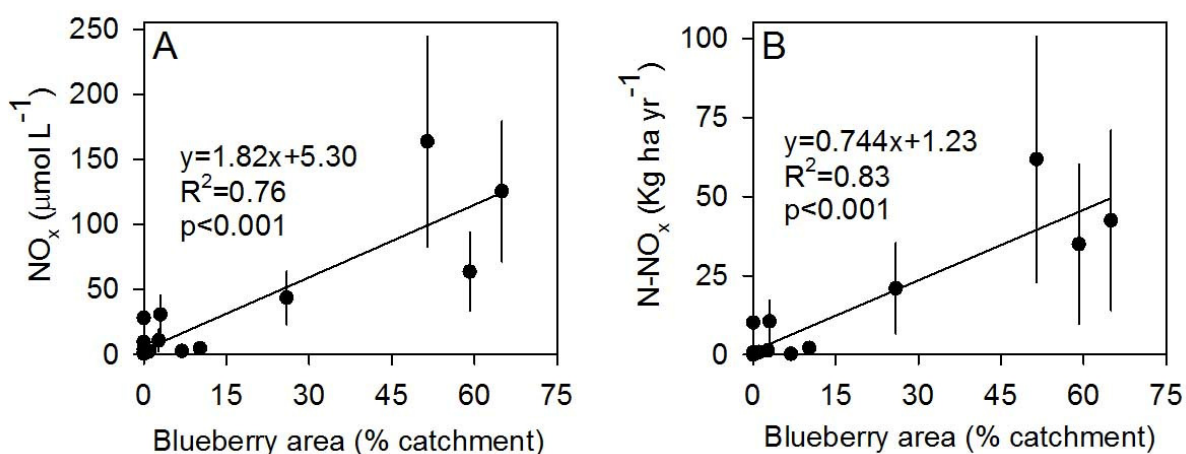 A
NOₓ (µmol L⁻¹)
250
200
150
100
50
0
y=1.82x+5.30
R²=0.76
p<0.001
0 15 30 45 60 75
Blueberry area (% catchment)
B
N-NOₓ (Kg ha yr⁻¹)
100
75
50
25
0
y=0.744x+1.23
R²=0.83
p<0.001
0 15 30 45 60 75
Blueberry area (% catchment)